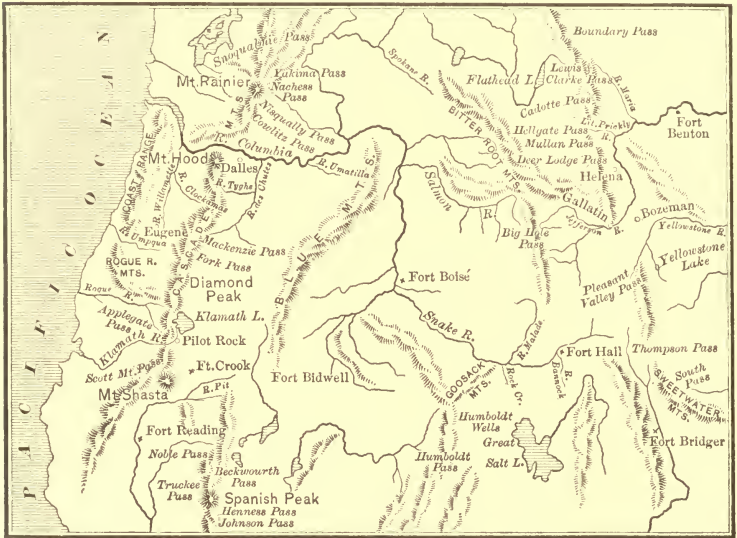 PACIFIC OCEAN
Snoqualmie Pass
Mt. Rainier
Yakima Pass
Nachess
Pass
Nisqually Pass
Cowlitz Pass
MTS.
R. Columbia
Mt. Hood
Dalles
R. Tyghe
R. Umatilla
COAST RANGE
R. Willamette
R. Clackamas
R. des Chutes
Eugene
R. Umpqua
Mackenzie Pass
Fork Pass
CASCADE
ROGUE R.
MTS.
Diamond
Peak
Rogue
R.
Klamath L.
Applegate
Pass
Klamath R.
Pilot Rock
Scott Mt. Pass
Ft. Crook
Mt. Shasta
R. Pit
Fort Reading
Noble Pass
Beckwourth
Pass
Truckee
Pass
Spanish Peak
Henness Pass
Johnson Pass
BLUE MTS.
Fort Bidwell
Spokane R.
Flathead L.
Boundary Pass
Lewis
Clarke Pass
R. Maria
Cadotte Pass
Lit. Prickly
R.
Fort
Benton
Hellgate Pass
Mullan Pass
Deer Lodge Pass
Helena
BITTER ROOT MTS.
Salmon
R.
Gallatin
Jefferson R.
Bozeman
Big Hole
Pass
Yellowstone R.
Yellowstone
Lake
Pleasant
Valley Pass
Fort Boisé
Snake R.
R. Malade
Fort Hall
Thompson Pass
GOOSACK
MTS.
Rock Cr.
Bannock
R.
South
Pass
SWEETWATER
MTS.
Fort Bridger
Humboldt
Wells
Great
Salt L.
Humboldt
Pass